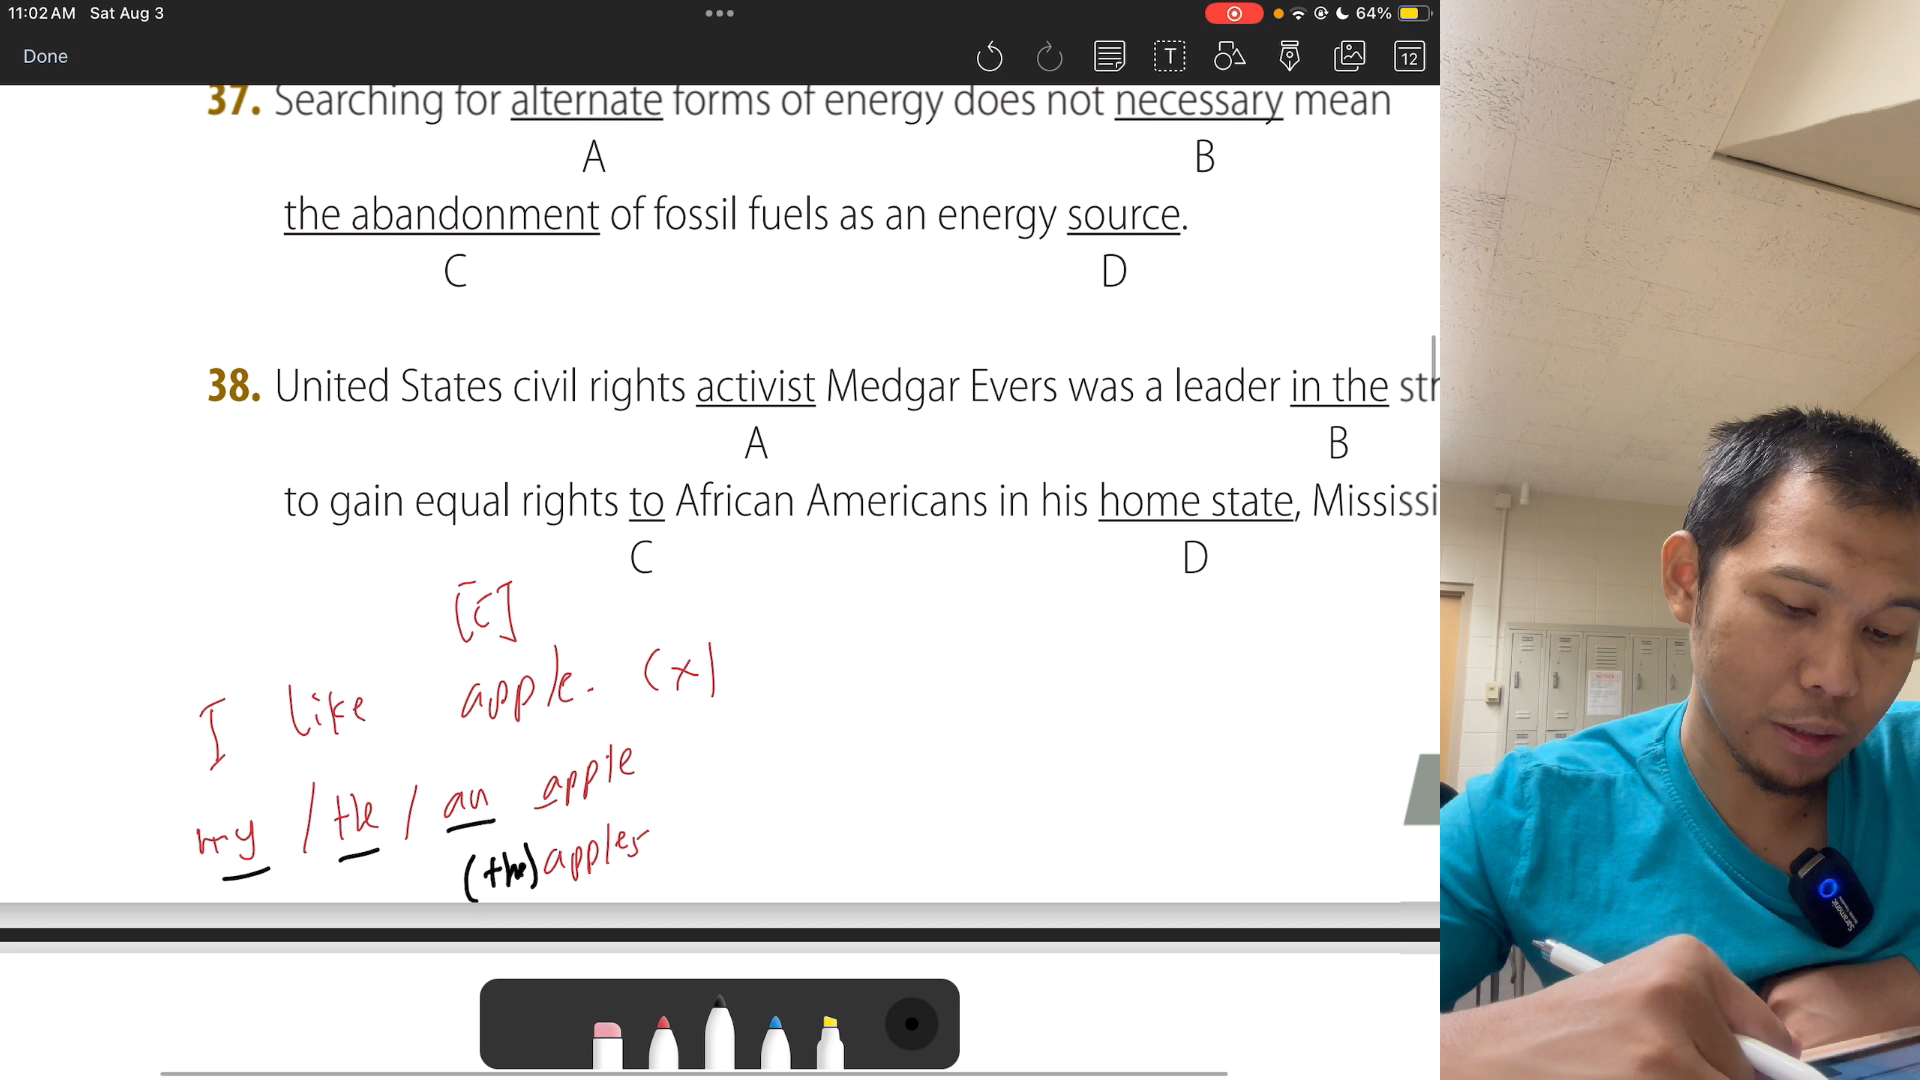 11:02 AM Sat Aug 3
64%
Done
T
12
37. Searching for alternate forms of energy does not necessary mean
A
B
the abandonment of fossil fuels as an energy source.
C
D
38. United States civil rights activist Medgar Evers was a leader in the str
A
B
to gain equal rights to African Americans in his home state, Mississi
C
D
[C]
I like apple. (x)
my / the / an apple
(the) apples
Saramonic